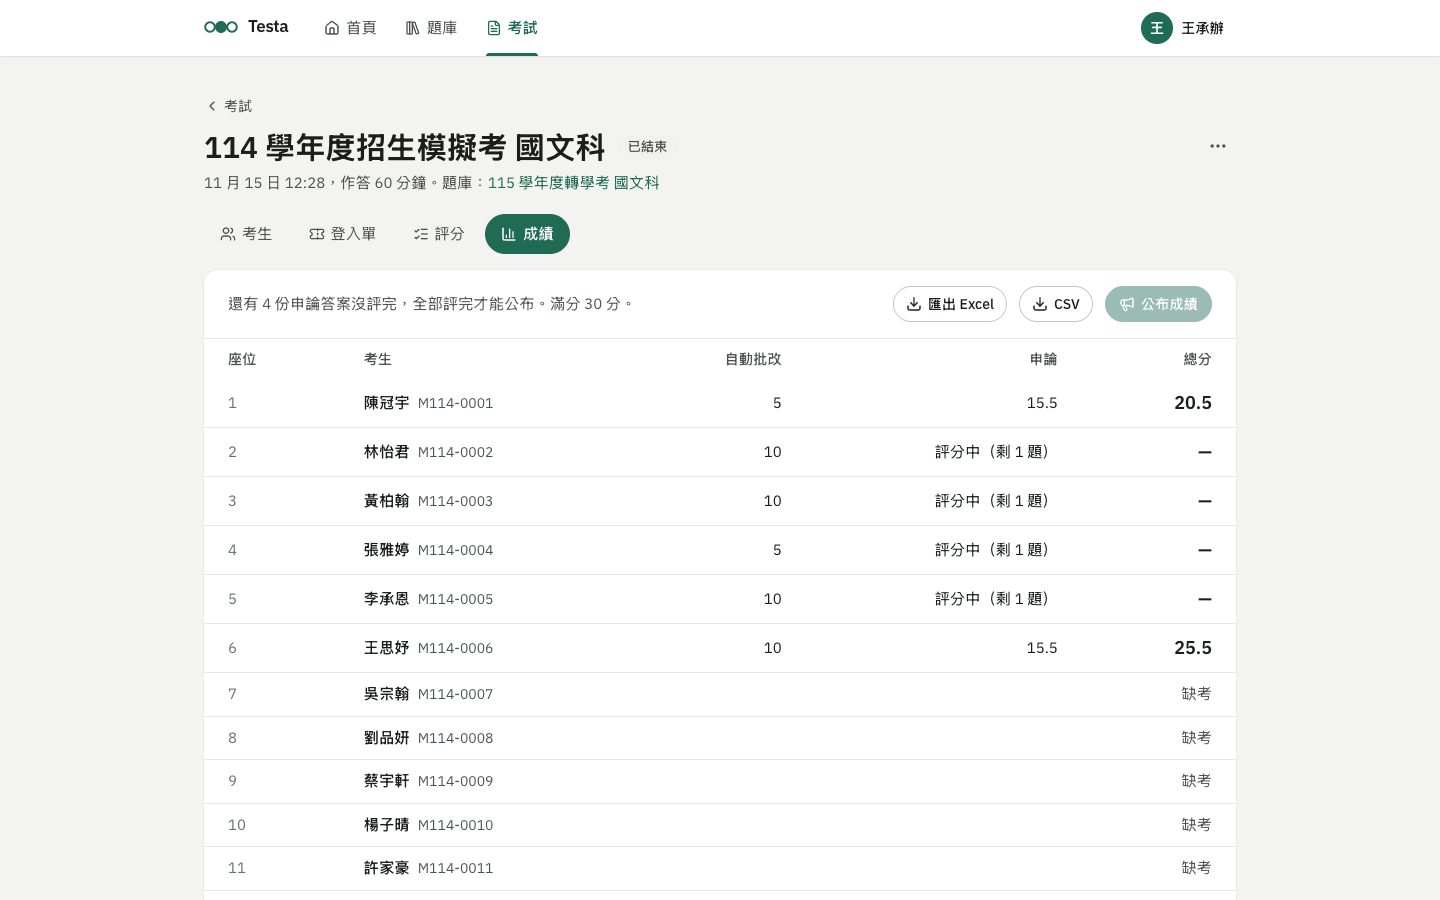 Testa
首頁
題庫
考試
王
王承辦
考試
114 學年度招生模擬考 國文科
已結束
11 月 15 日 12:28，作答 60 分鐘。題庫：115 學年度轉學考 國文科
考生
登入單
評分
成績
還有 4 份申論答案沒評完，全部評完才能公布。滿分 30 分。
匯出 Excel
CSV
公布成績
座位 考生 自動批改 申論 總分
1 陳冠宇 M114-0001 5 15.5 20.5
2 林怡君 M114-0002 10 評分中（剩 1 題） —
3 黃柏翰 M114-0003 10 評分中（剩 1 題） —
4 張雅婷 M114-0004 5 評分中（剩 1 題） —
5 李承恩 M114-0005 10 評分中（剩 1 題） —
6 王思妤 M114-0006 10 15.5 25.5
7 吳宗翰 M114-0007 缺考
8 劉品妍 M114-0008 缺考
9 蔡宇軒 M114-0009 缺考
10 楊子晴 M114-0010 缺考
11 許家豪 M114-0011 缺考